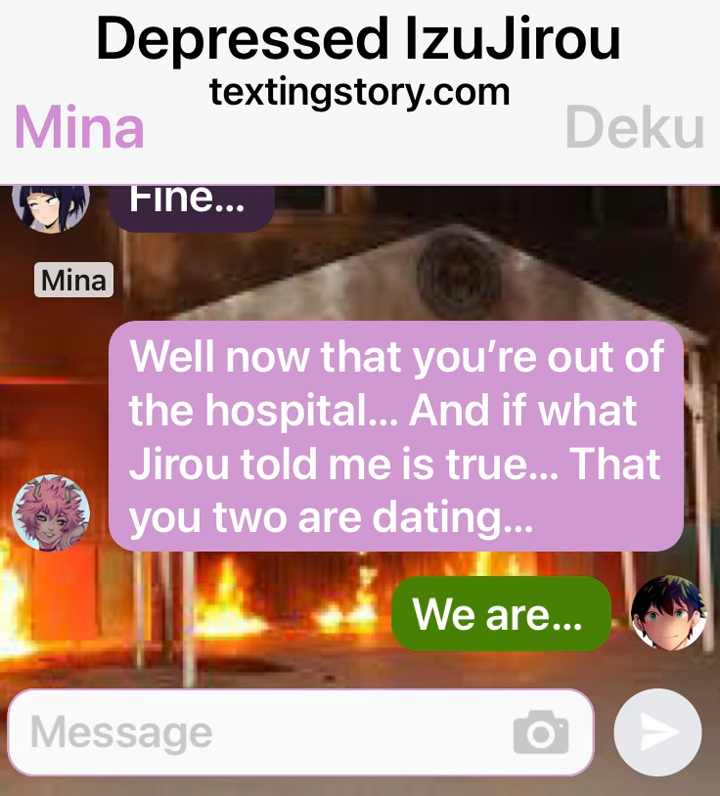 Depressed IzuJirou
textingstory.com
Mina
Deku
Fine...
Mina
Well now that you’re out of
the hospital... And if what
Jirou told me is true... That
you two are dating...
We are...
Message